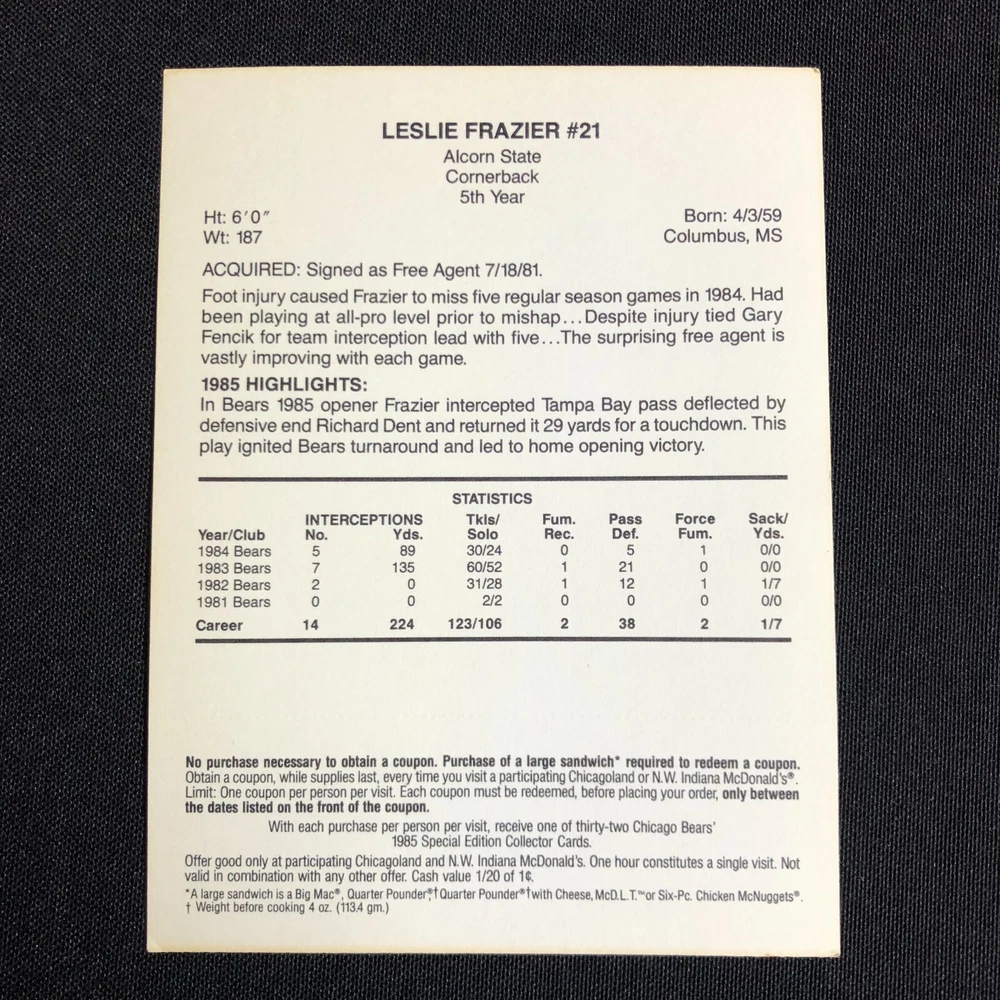 LESLIE FRAZIER #21
Alcorn State
Cornerback
5th Year
Ht: 6'0" Born: 4/3/59
Wt: 187 Columbus, MS
ACQUIRED: Signed as Free Agent 7/18/81.
Foot injury caused Frazier to miss five regular season games in 1984. Had
been playing at all-pro level prior to mishap...Despite injury tied Gary
Fencik for team interception lead with five...The surprising free agent is
vastly improving with each game.
1985 HIGHLIGHTS:
In Bears 1985 opener Frazier intercepted Tampa Bay pass deflected by
defensive end Richard Dent and returned it 29 yards for a touchdown. This
play ignited Bears turnaround and led to home opening victory.
STATISTICS
INTERCEPTIONS Tkls/ Fum. Pass Force Sack/
Year/Club No. Yds. Solo Rec. Def. Fum. Yds.
1984 Bears 5 89 30/24 0 5 1 0/0
1983 Bears 7 135 60/52 1 21 0 0/0
1982 Bears 2 0 31/28 1 12 1 1/7
1981 Bears 0 0 2/2 0 0 0 0/0
Career 14 224 123/106 2 38 2 1/7
No purchase necessary to obtain a coupon. Purchase of a large sandwich* required to redeem a coupon.
Obtain a coupon, while supplies last, every time you visit a participating Chicagoland or N.W. Indiana McDonald's®.
Limit: One coupon per person per visit. Each coupon must be redeemed, before placing your order, only between
the dates listed on the front of the coupon.
With each purchase per person per visit, receive one of thirty-two Chicago Bears'
1985 Special Edition Collector Cards.
Offer good only at participating Chicagoland and N.W. Indiana McDonald's. One hour constitutes a single visit. Not
valid in combination with any other offer. Cash value 1/20 of 1¢.
*A large sandwich is a Big Mac®, Quarter Pounder®,† Quarter Pounder®† with Cheese, McD.L.T.™ or Six-Pc. Chicken McNuggets®.
† Weight before cooking 4 oz. (113.4 gm.)